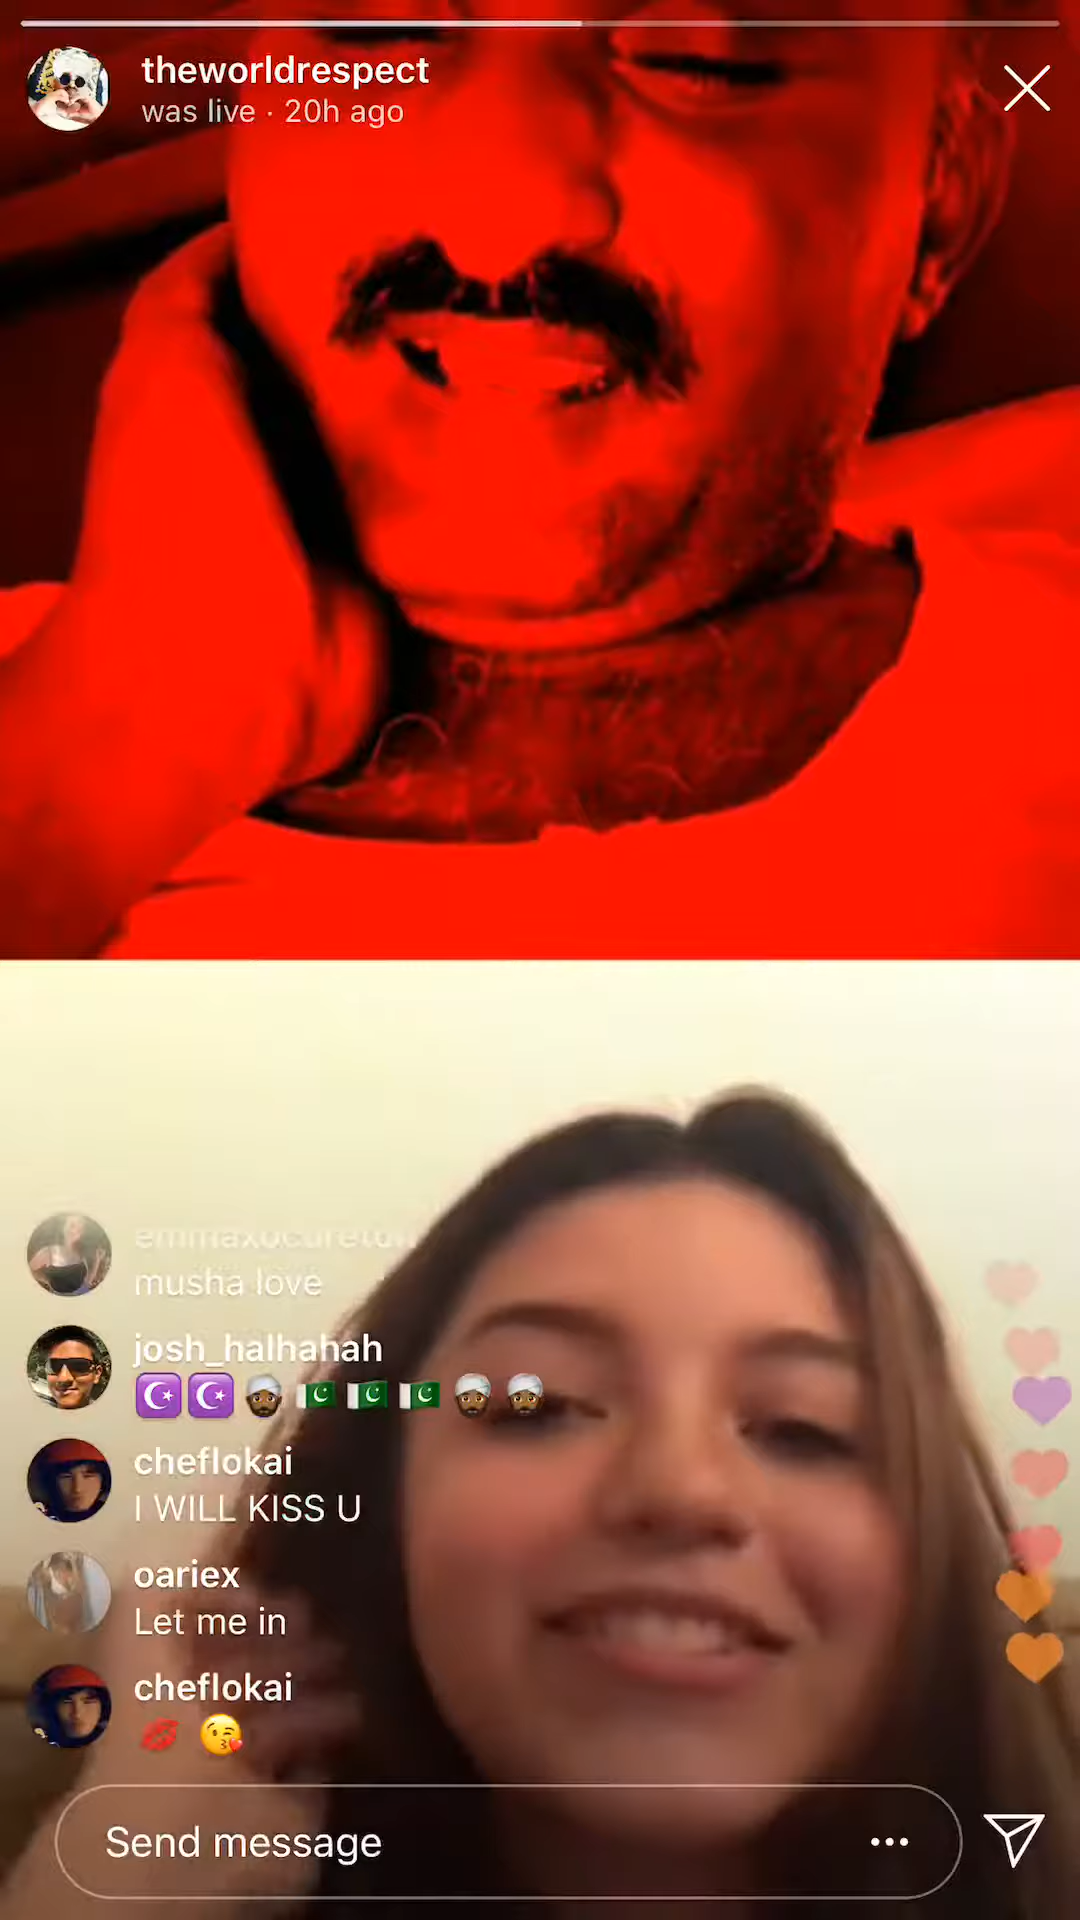 theworldrespect
was live · 20h ago
musha love
josh_halhahah
☪️☪️👳🏾‍♂️🇵🇰🇵🇰🇵🇰👳🏾‍♂️👳🏾‍♂️
cheflokai
I WILL KISS U
oariex
Let me in
cheflokai
💋 😘
Send message